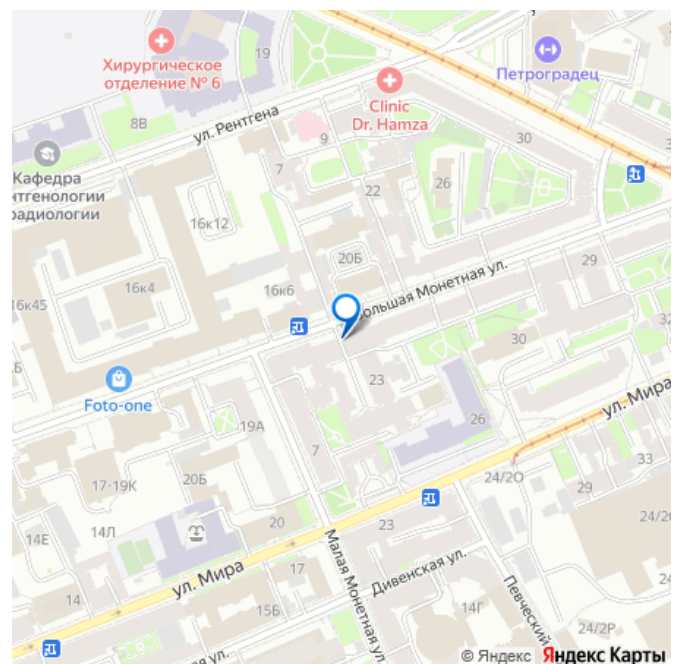 Хирургическое
отделение № 6
19
Петроградец
Clinic
Dr. Hamza
8В
ул. Рентгена
9
30
7
Кафедра
нтгенологии
радиологии
22
26
16к12
20Б
29
16к4
16к6
Большая Монетная ул.
16к45
32
30
Foto-one
23
ул. Мира
19А
26
7
33
17-19К
20Б
24/2О
29
14Е
14Л
20
23
24/2
ул. Мира
17
Малая Монетная ул.
Дивенская ул.
14
15Б
14Г
Певческий
24/2Р
ул.
© Яндекс Яндекс Карты